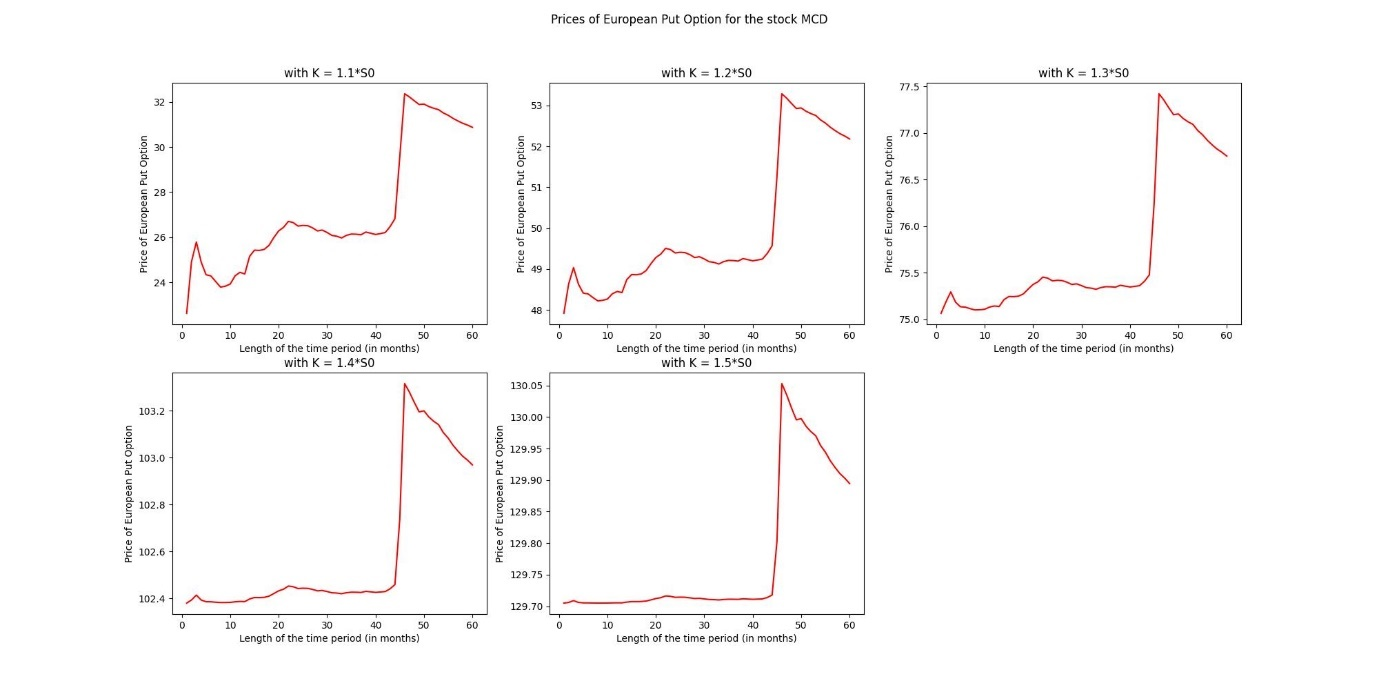 Prices of European Put Option for the stock MCD
with K = 1.1*S0
with K = 1.2*S0
with K = 1.3*S0
Price of European Put Option
32
30
28
26
24
0 10 20 30 40 50 60
Length of the time period (in months)
Price of European Put Option
53
52
51
50
49
48
0 10 20 30 40 50 60
Length of the time period (in months)
Price of European Put Option
77.5
77.0
76.5
76.0
75.5
75.0
0 10 20 30 40 50 60
Length of the time period (in months)
with K = 1.4*S0
with K = 1.5*S0
Price of European Put Option
103.2
103.0
102.8
102.6
102.4
0 10 20 30 40 50 60
Length of the time period (in months)
Price of European Put Option
130.05
130.00
129.95
129.90
129.85
129.80
129.75
129.70
0 10 20 30 40 50 60
Length of the time period (in months)